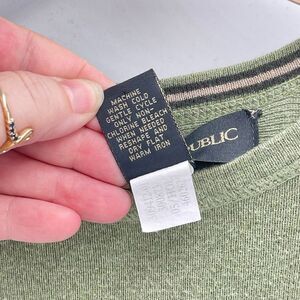 MACHINE
WASH COLD
GENTLE CYCLE
ONLY NON-
CHLORINE BLEACH
WHEN NEEDED
RESHAPE AND
DRY FLAT
WARM IRON
PUBLIC